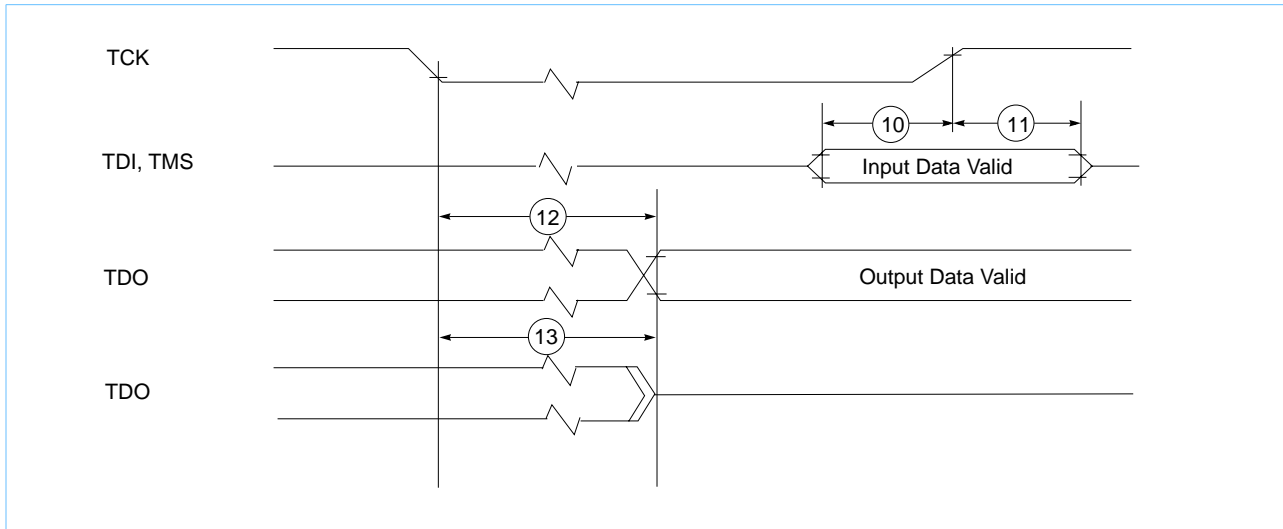 TCK
10
11
TDI, TMS
Input Data Valid
12
TDO
Output Data Valid
13
TDO